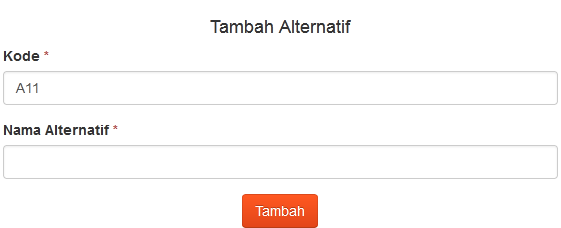 Tambah Alternatif
Kode *
A11
Nama Alternatif *
Tambah